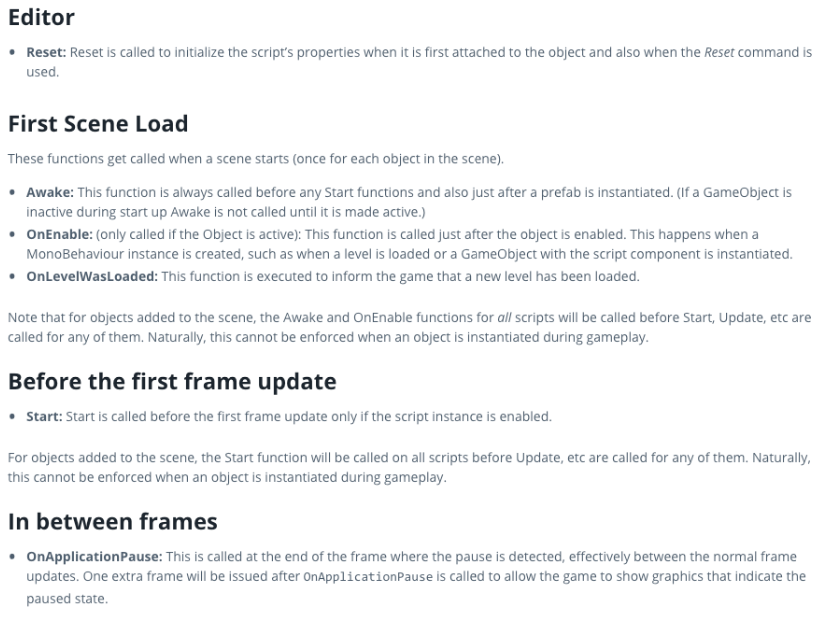 Editor
• Reset: Reset is called to initialize the script's properties when it is first attached to the object and also when the Reset command is
used.
First Scene Load
These functions get called when a scene starts (once for each object in the scene).
• Awake: This function is always called before any Start functions and also just after a prefab is instantiated. (If a GameObject is
inactive during start up Awake is not called until it is made active.)
• OnEnable: (only called if the Object is active): This function is called just after the object is enabled. This happens when a
MonoBehaviour instance is created, such as when a level is loaded or a GameObject with the script component is instantiated.
• OnLevelWasLoaded: This function is executed to inform the game that a new level has been loaded.
Note that for objects added to the scene, the Awake and OnEnable functions for all scripts will be called before Start, Update, etc are
called for any of them. Naturally, this cannot be enforced when an object is instantiated during gameplay.
Before the first frame update
• Start: Start is called before the first frame update only if the script instance is enabled.
For objects added to the scene, the Start function will be called on all scripts before Update, etc are called for any of them. Naturally,
this cannot be enforced when an object is instantiated during gameplay.
In between frames
• OnApplicationPause: This is called at the end of the frame where the pause is detected, effectively between the normal frame
updates. One extra frame will be issued after OnApplicationPause is called to allow the game to show graphics that indicate the
paused state.